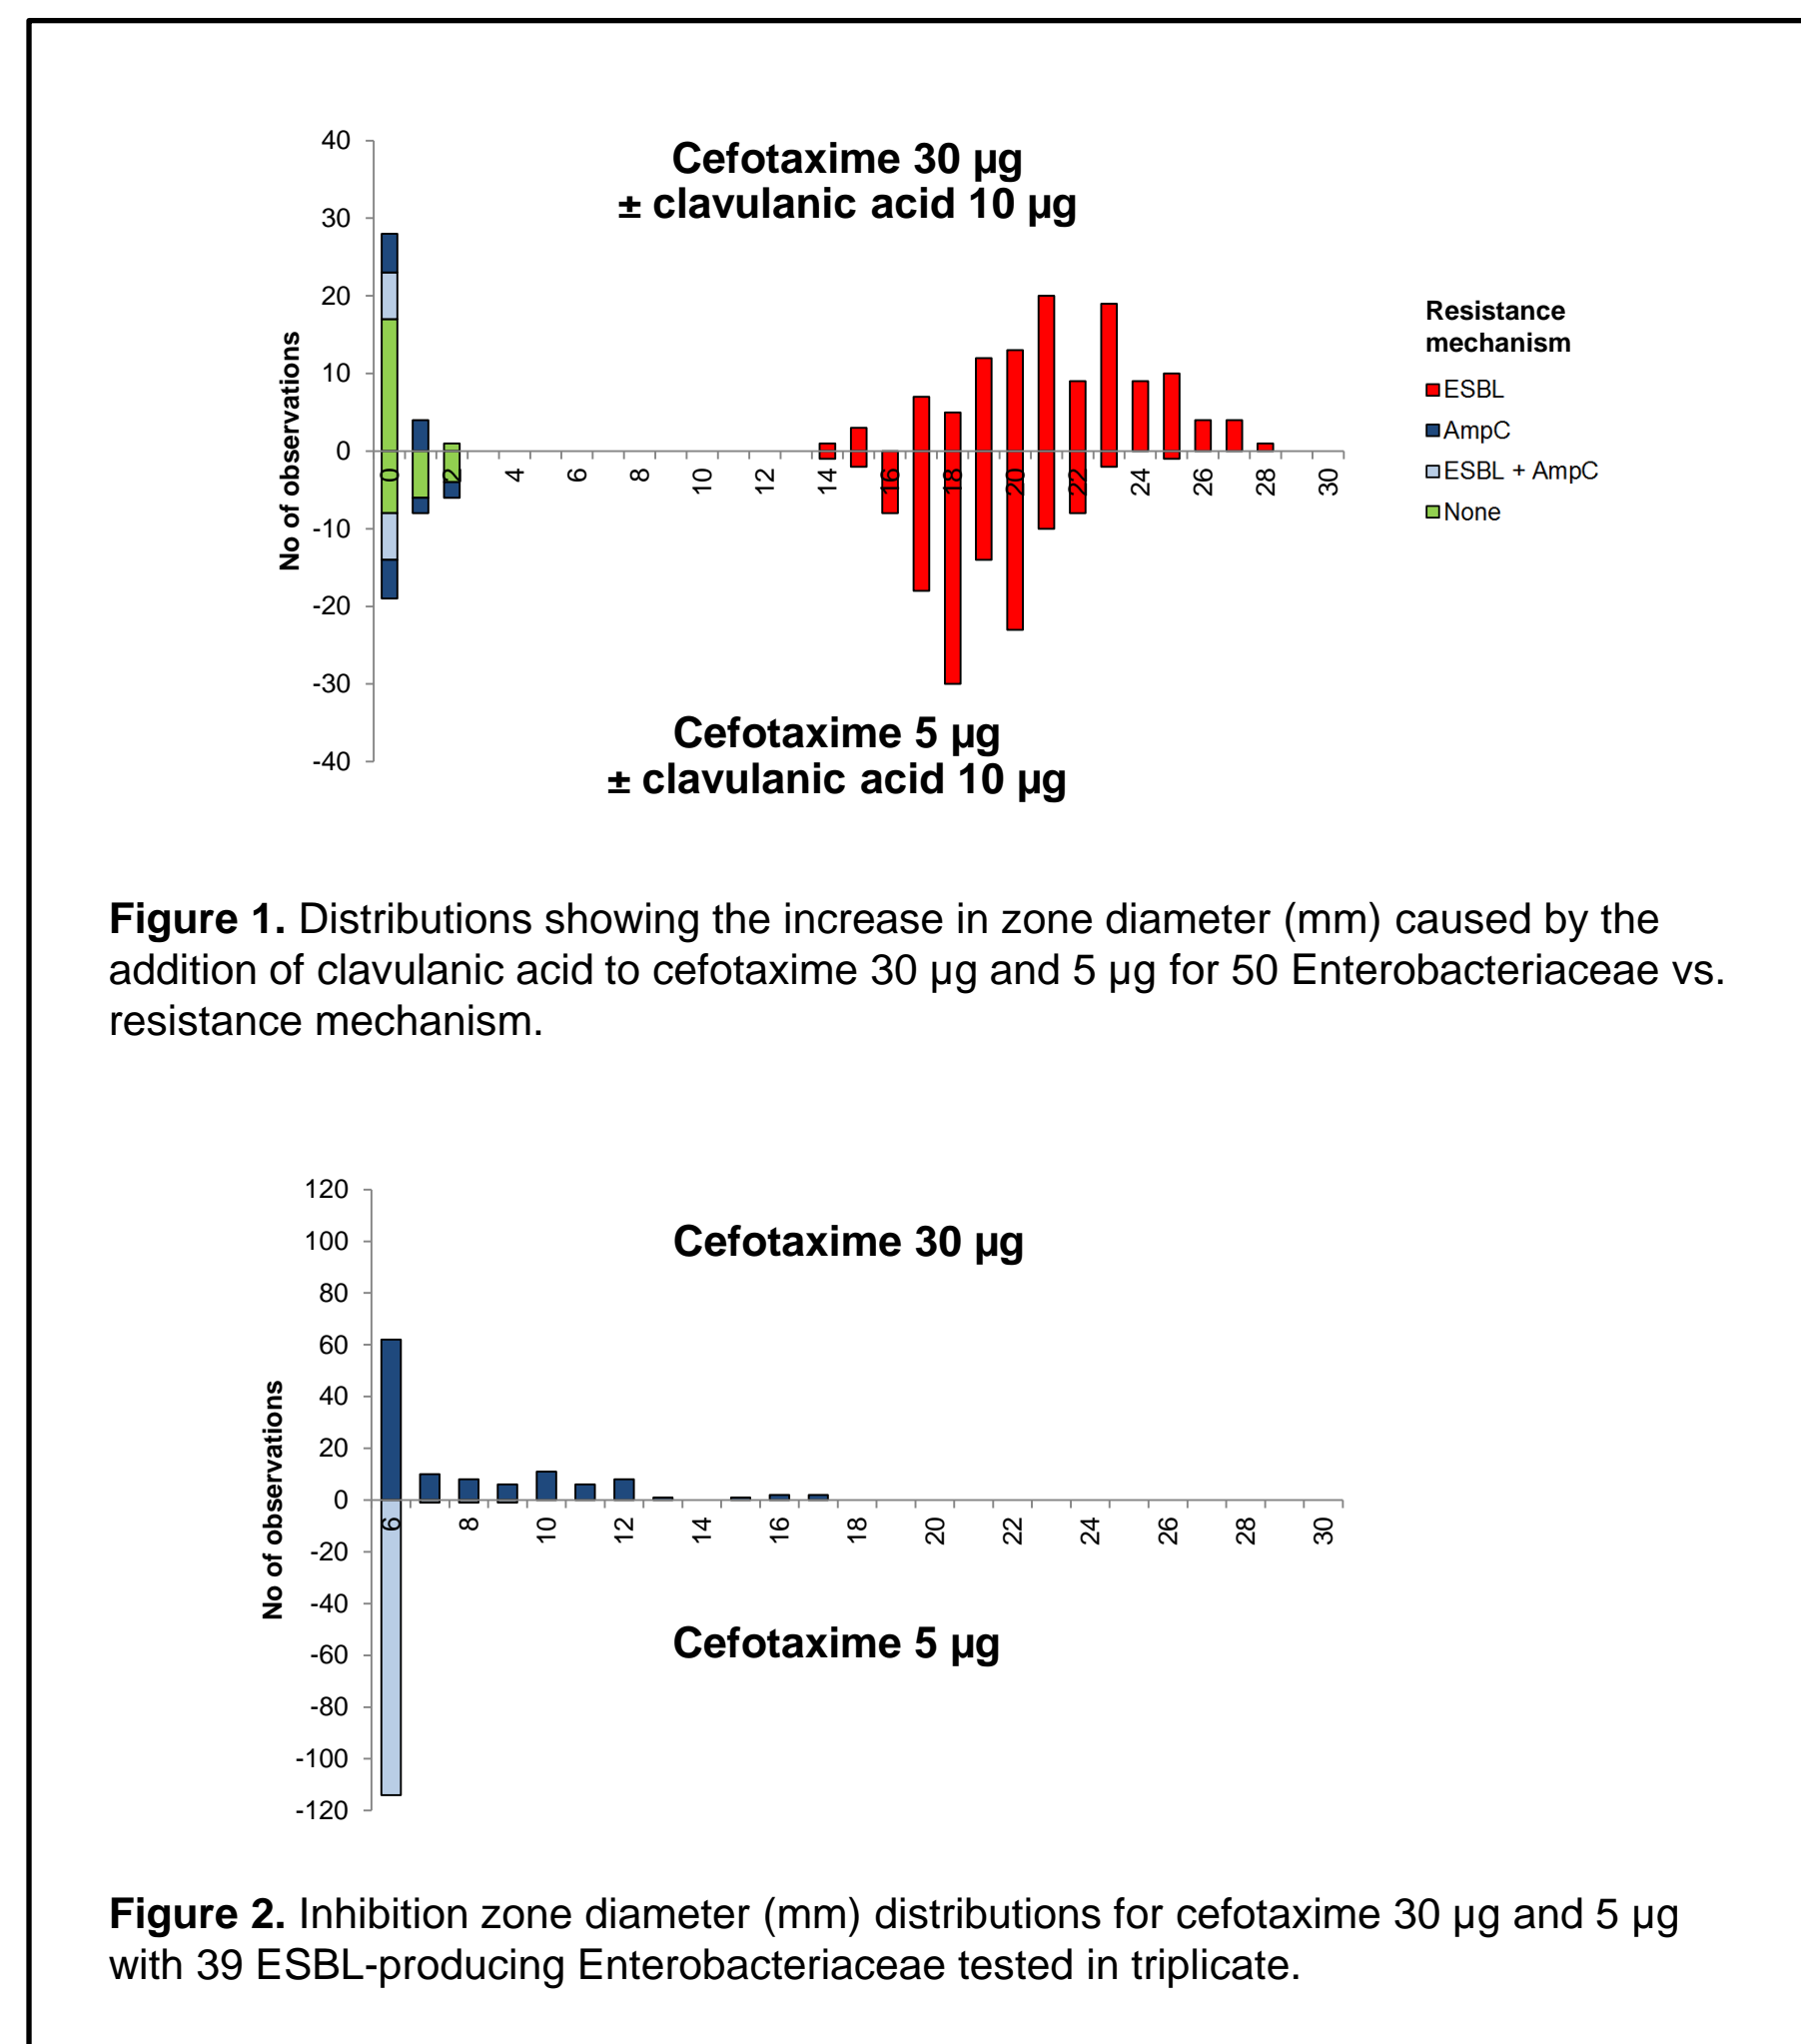 Cefotaxime 30 µg
± clavulanic acid 10 µg
40
30
20
10
0
-10
-20
-30
-40
No of observations
0
2
4
6
8
10
12
14
16
18
20
22
24
26
28
30
Resistance
mechanism
ESBL
AmpC
ESBL + AmpC
None
Cefotaxime 5 µg
± clavulanic acid 10 µg
Figure 1. Distributions showing the increase in zone diameter (mm) caused by the
addition of clavulanic acid to cefotaxime 30 µg and 5 µg for 50 Enterobacteriaceae vs.
resistance mechanism.
120
100
80
60
40
20
0
-20
-40
-60
-80
-100
-120
No of observations
Cefotaxime 30 µg
6
8
10
12
14
16
18
20
22
24
26
28
30
Cefotaxime 5 µg
Figure 2. Inhibition zone diameter (mm) distributions for cefotaxime 30 µg and 5 µg
with 39 ESBL-producing Enterobacteriaceae tested in triplicate.